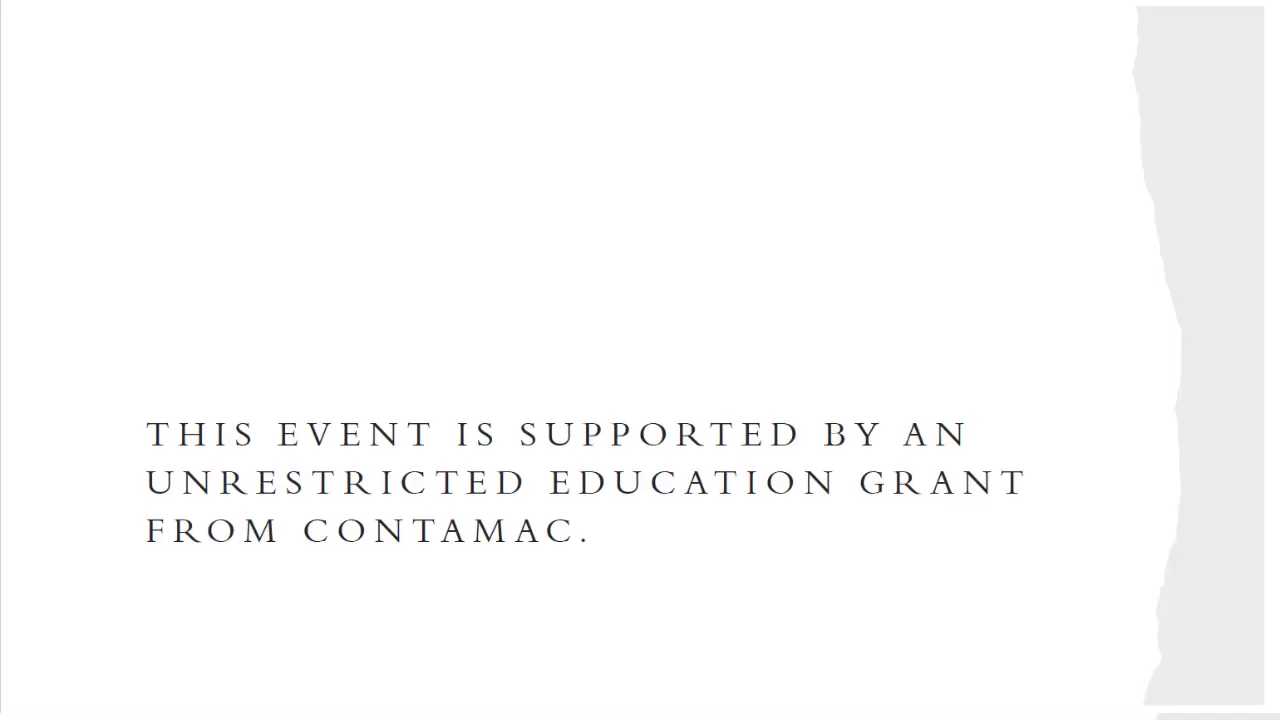 THIS EVENT IS SUPPORTED BY AN
UNRESTRICTED EDUCATION GRANT
FROM CONTAMAC.